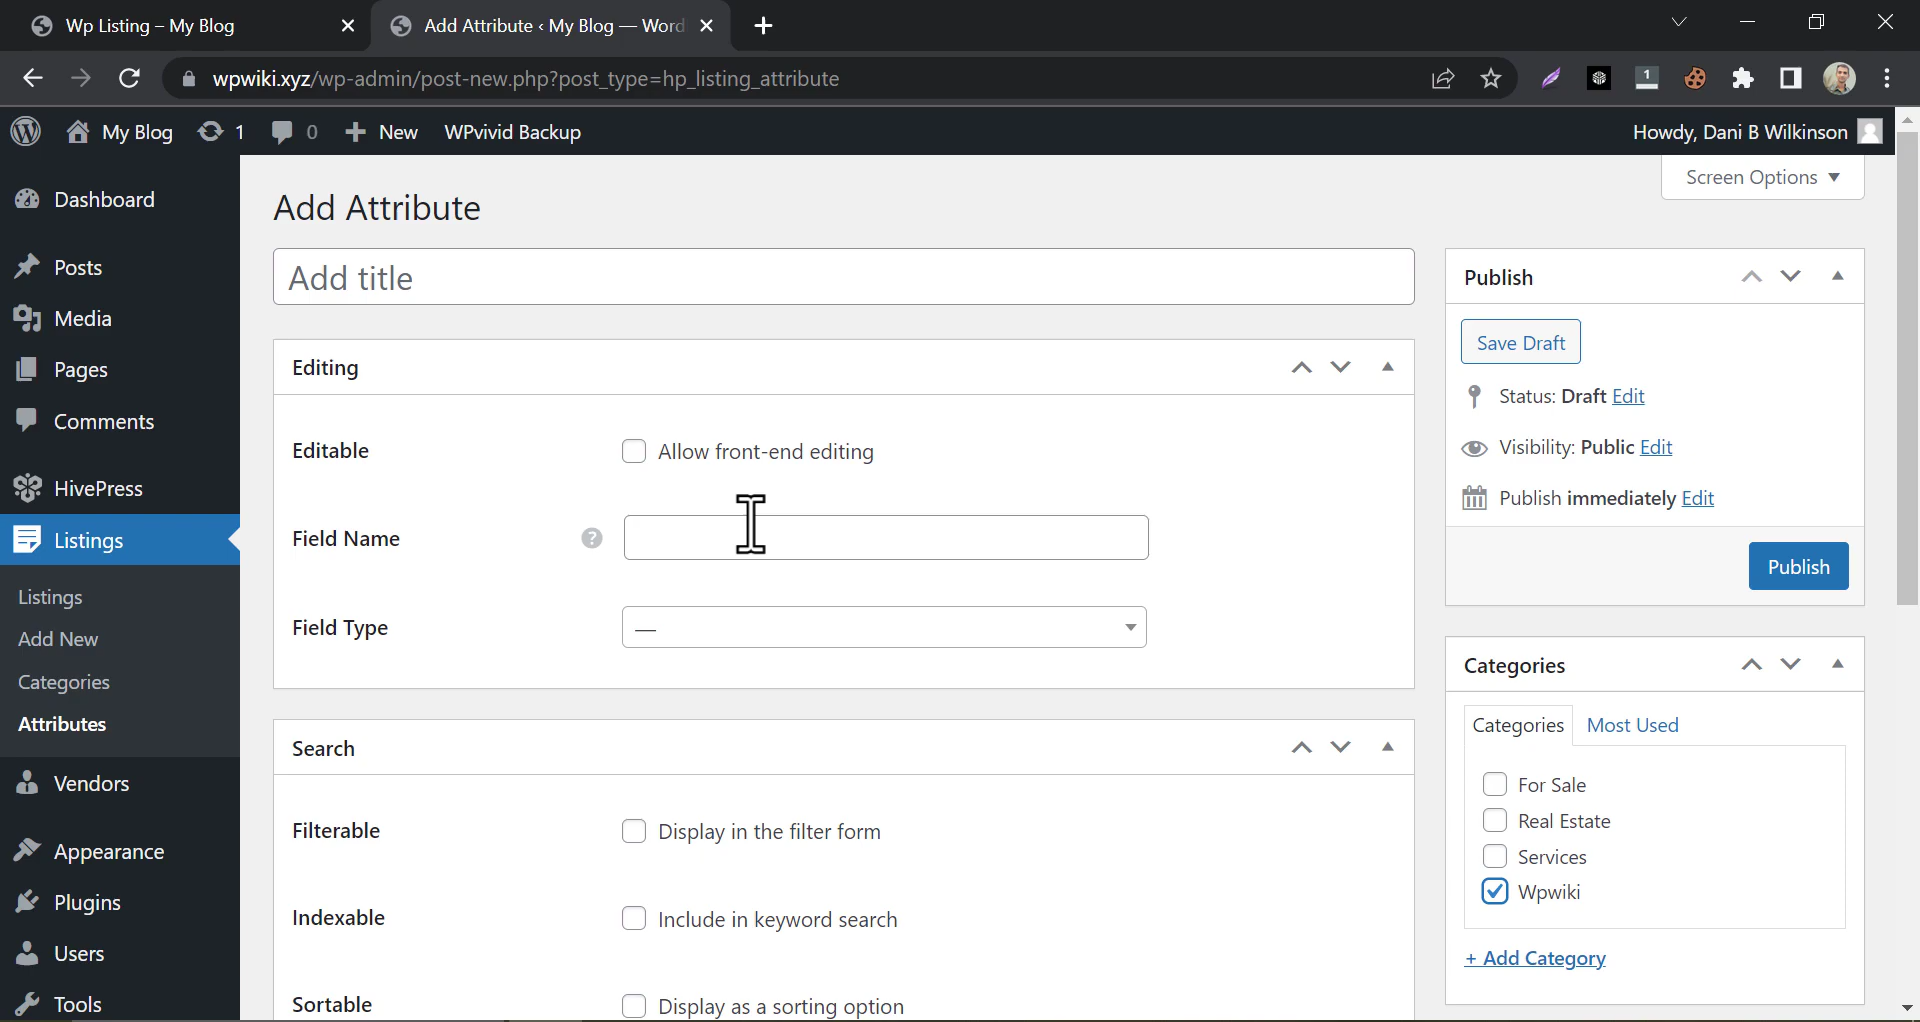 Wp Listing – My Blog
Add Attribute ‹ My Blog — Word
wpwiki.xyz/wp-admin/post-new.php?post_type=hp_listing_attribute
1
My Blog
1
0
New
WPvivid Backup
Howdy, Dani B Wilkinson
Screen Options
Dashboard
Posts
Media
Pages
Comments
HivePress
Listings
Listings
Add New
Categories
Attributes
Vendors
Appearance
Plugins
Users
Tools
Add Attribute
Add title
Editing
Editable
Allow front-end editing
Field Name
?
Field Type
—
Search
Filterable
Display in the filter form
Indexable
Include in keyword search
Sortable
Display as a sorting option
Publish
Save Draft
Status: Draft Edit
Visibility: Public Edit
Publish immediately Edit
Publish
Categories
Categories
Most Used
For Sale
Real Estate
Services
Wpwiki
+ Add Category